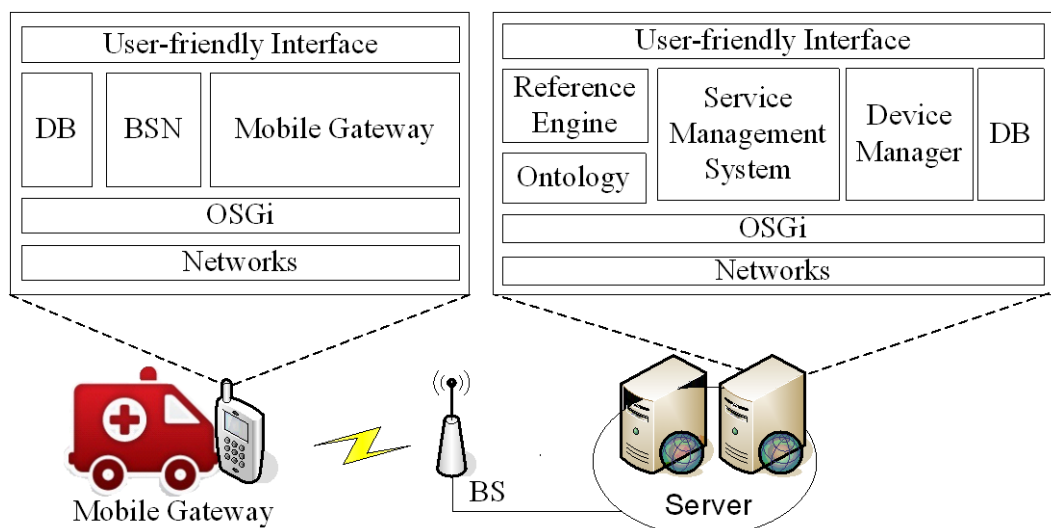 User-friendly Interface
DB
BSN
Mobile Gateway
OSGi
Networks
User-friendly Interface
Reference
Engine
Ontology
Service
Management
System
Device
Manager
DB
OSGi
Networks
Mobile Gateway
BS
Server